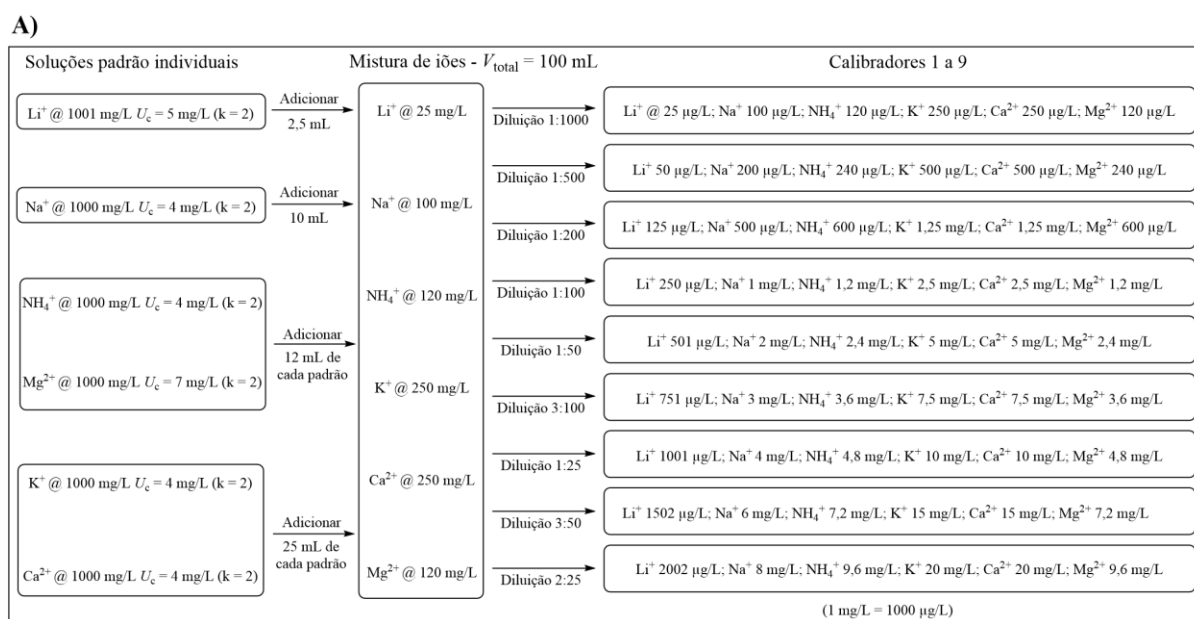 A)
Soluções padrão individuais
Mistura de iões - Vtotal = 100 mL
Calibradores 1 a 9
Li⁺ @ 1001 mg/L Uc = 5 mg/L (k = 2)
Adicionar
2,5 mL
Li⁺ @ 25 mg/L
Diluição 1:1000
Li⁺ @ 25 µg/L; Na⁺ 100 µg/L; NH₄⁺ 120 µg/L; K⁺ 250 µg/L; Ca²⁺ 250 µg/L; Mg²⁺ 120 µg/L
Diluição 1:500
Li⁺ 50 µg/L; Na⁺ 200 µg/L; NH₄⁺ 240 µg/L; K⁺ 500 µg/L; Ca²⁺ 500 µg/L; Mg²⁺ 240 µg/L
Na⁺ @ 1000 mg/L Uc = 4 mg/L (k = 2)
Adicionar
10 mL
Na⁺ @ 100 mg/L
Diluição 1:200
Li⁺ 125 µg/L; Na⁺ 500 µg/L; NH₄⁺ 600 µg/L; K⁺ 1,25 mg/L; Ca²⁺ 1,25 mg/L; Mg²⁺ 600 µg/L
NH₄⁺ @ 1000 mg/L Uc = 4 mg/L (k = 2)
NH₄⁺ @ 120 mg/L
Diluição 1:100
Li⁺ 250 µg/L; Na⁺ 1 mg/L; NH₄⁺ 1,2 mg/L; K⁺ 2,5 mg/L; Ca²⁺ 2,5 mg/L; Mg²⁺ 1,2 mg/L
Adicionar
12 mL de
cada padrão
Diluição 1:50
Li⁺ 501 µg/L; Na⁺ 2 mg/L; NH₄⁺ 2,4 mg/L; K⁺ 5 mg/L; Ca²⁺ 5 mg/L; Mg²⁺ 2,4 mg/L
Mg²⁺ @ 1000 mg/L Uc = 7 mg/L (k = 2)
K⁺ @ 250 mg/L
Diluição 3:100
Li⁺ 751 µg/L; Na⁺ 3 mg/L; NH₄⁺ 3,6 mg/L; K⁺ 7,5 mg/L; Ca²⁺ 7,5 mg/L; Mg²⁺ 3,6 mg/L
Diluição 1:25
Li⁺ 1001 µg/L; Na⁺ 4 mg/L; NH₄⁺ 4,8 mg/L; K⁺ 10 mg/L; Ca²⁺ 10 mg/L; Mg²⁺ 4,8 mg/L
K⁺ @ 1000 mg/L Uc = 4 mg/L (k = 2)
Ca²⁺ @ 250 mg/L
Adicionar
25 mL de
cada padrão
Diluição 3:50
Li⁺ 1502 µg/L; Na⁺ 6 mg/L; NH₄⁺ 7,2 mg/L; K⁺ 15 mg/L; Ca²⁺ 15 mg/L; Mg²⁺ 7,2 mg/L
Ca²⁺ @ 1000 mg/L Uc = 4 mg/L (k = 2)
Mg²⁺ @ 120 mg/L
Diluição 2:25
Li⁺ 2002 µg/L; Na⁺ 8 mg/L; NH₄⁺ 9,6 mg/L; K⁺ 20 mg/L; Ca²⁺ 20 mg/L; Mg²⁺ 9,6 mg/L
(1 mg/L = 1000 µg/L)